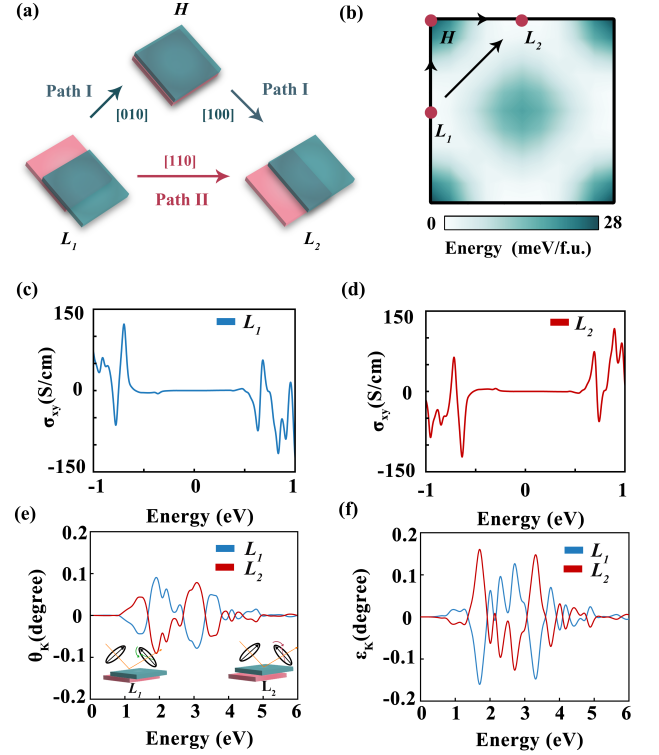 (a)
H
Path I
Path I
[010]
[100]
[110]
Path II
L1
L2
(b)
H
L2
L1
0
28
Energy (meV/f.u.)
(c)
150
L1
0
σxy(S/cm)
-150
-1
0
1
Energy (eV)
(d)
150
L2
0
σxy(S/cm)
-150
-1
0
1
Energy (eV)
(e)
0.2
L1
L2
0.1
0
-0.1
-0.2
θK(degree)
L1
L2
0
1
2
3
4
5
6
Energy (eV)
(f)
0.2
L1
L2
0.1
0
-0.1
-0.2
εK(degree)
0
1
2
3
4
5
6
Energy (eV)